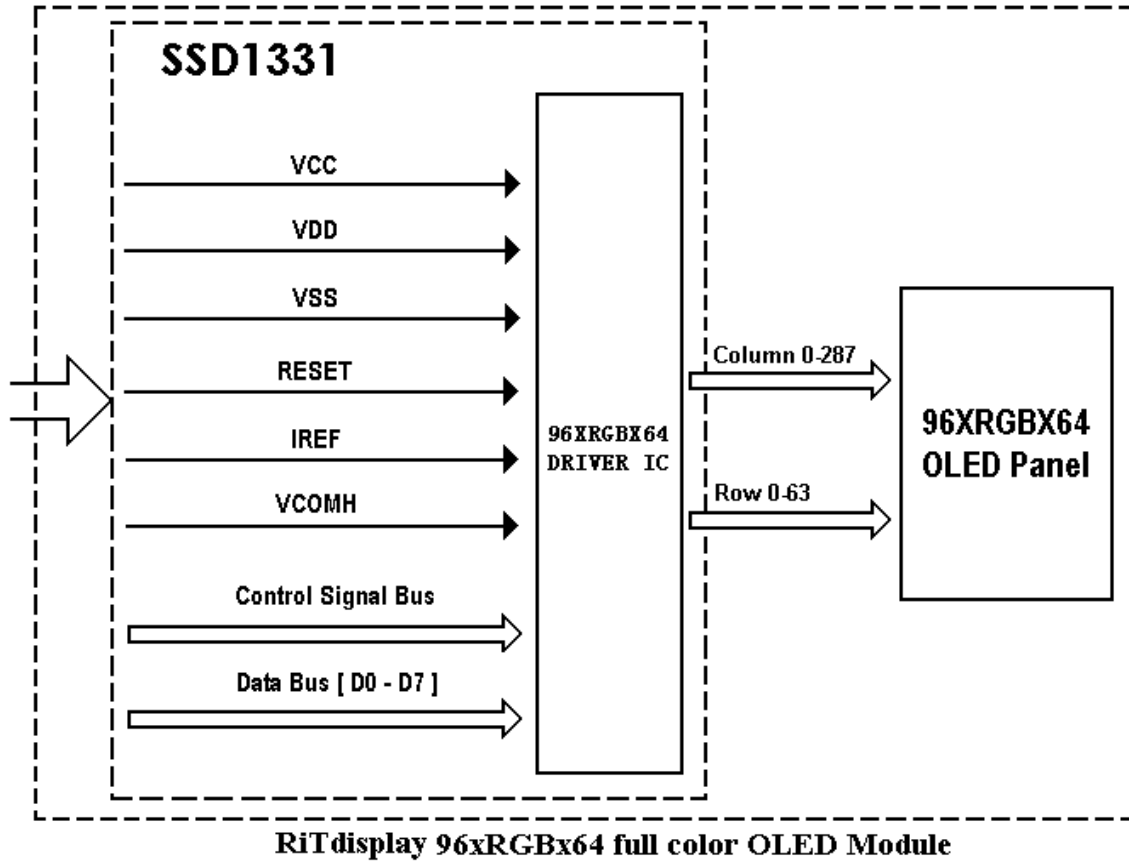 SSD1331
VCC
VDD
VSS
RESET
IREF
VCOMH
Control Signal Bus
Data Bus [ D0 - D7 ]
96XRGBX64
DRIVER IC
Column 0-287
Row 0-63
96XRGBX64
OLED Panel
RiTdisplay 96xRGBx64 full color OLED Module